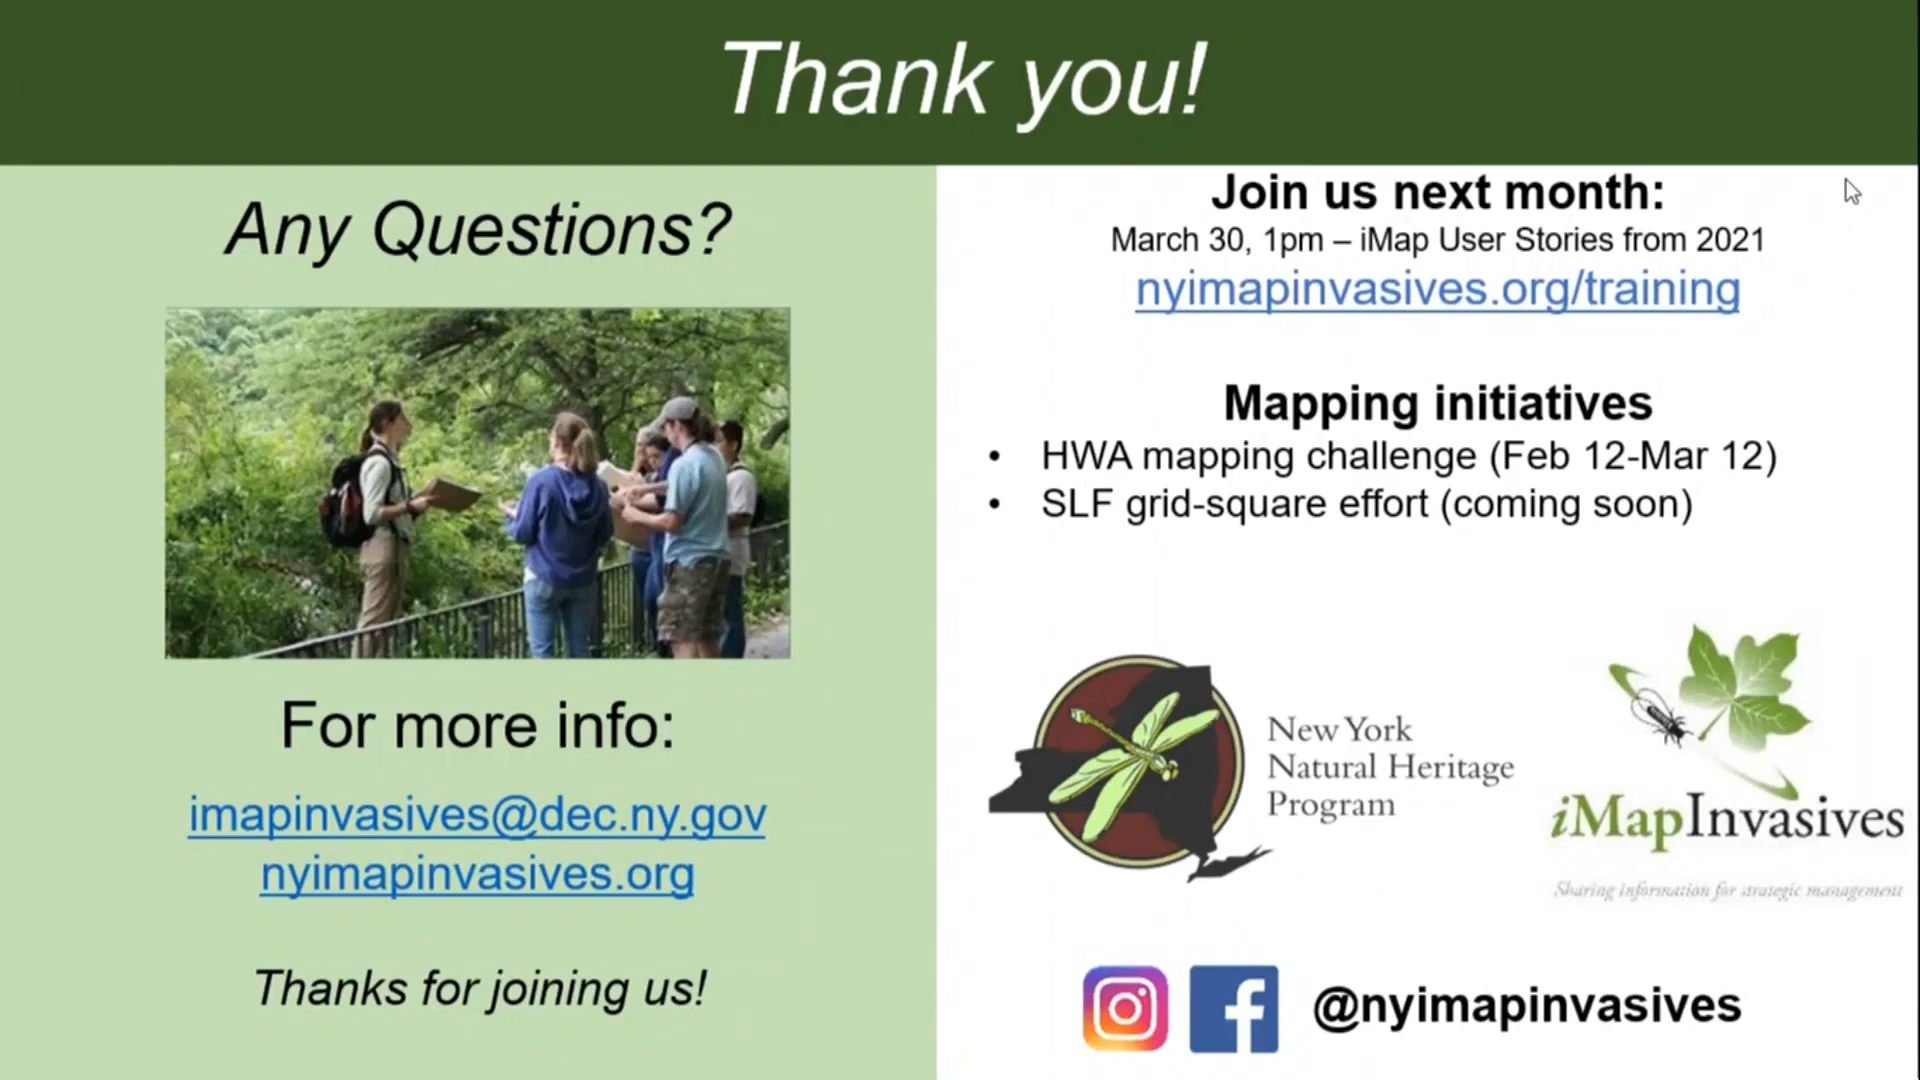 Thank you!
Any Questions?
For more info:
imapinvasives@dec.ny.gov
nyimapinvasives.org
Thanks for joining us!
Join us next month:
March 30, 1pm – iMap User Stories from 2021
nyimapinvasives.org/training
Mapping initiatives
• HWA mapping challenge (Feb 12-Mar 12)
• SLF grid-square effort (coming soon)
New York
Natural Heritage
Program
iMapInvasives
Sharing information for strategic management
@nyimapinvasives